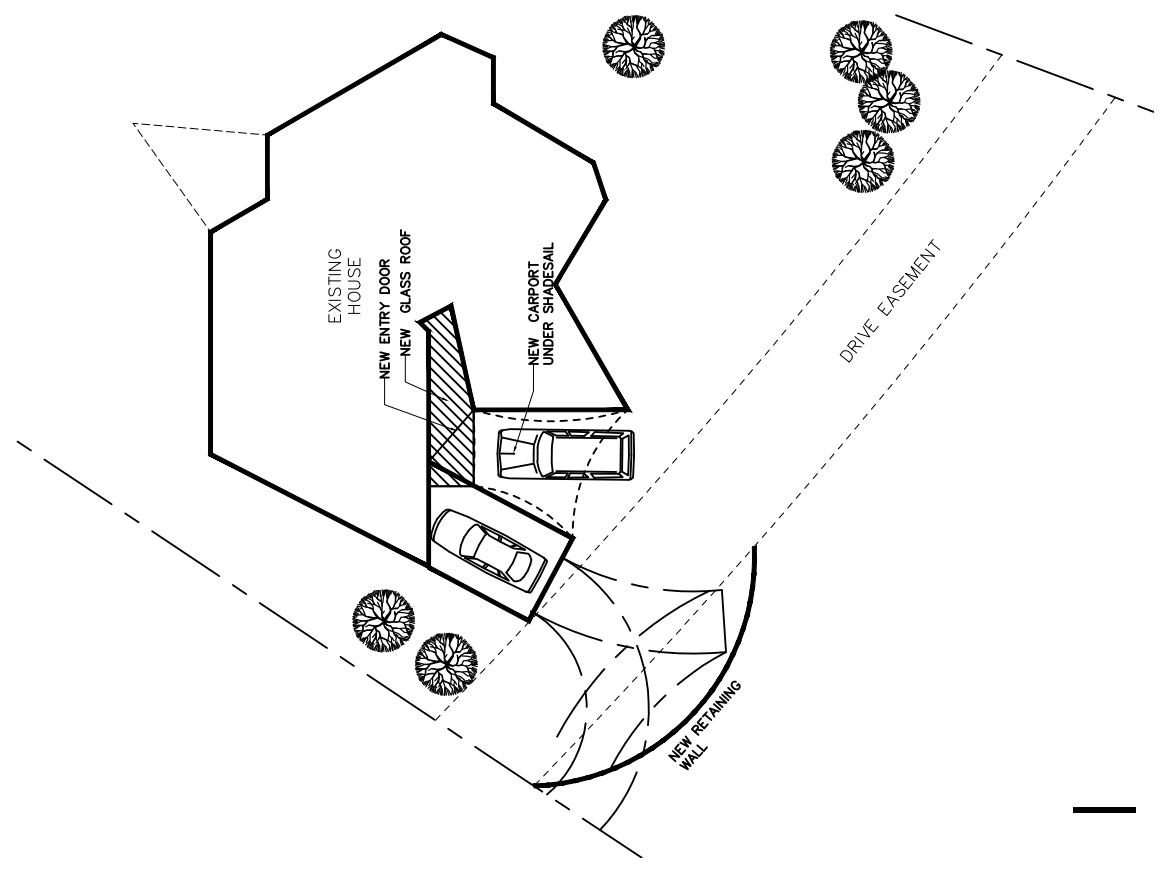 EXISTING
HOUSE
NEW ENTRY DOOR
NEW GLASS ROOF
NEW CARPORT
UNDER SHADESAIL
DRIVE EASEMENT
NEW RETAINING
WALL